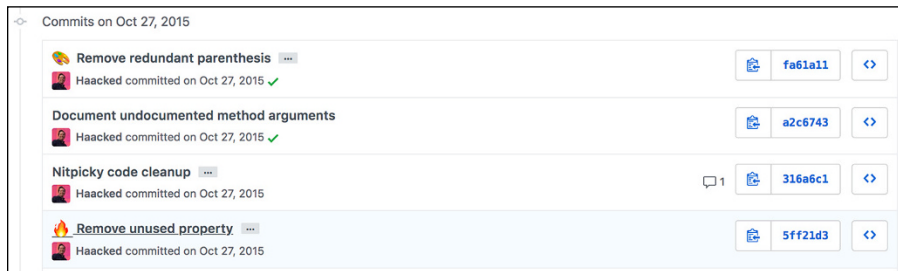 Commits on Oct 27, 2015
🎨 Remove redundant parenthesis ...
fa61a11 <>
Haacked committed on Oct 27, 2015 ✓
Document undocumented method arguments
a2c6743 <>
Haacked committed on Oct 27, 2015 ✓
Nitpicky code cleanup ...
1 316a6c1 <>
Haacked committed on Oct 27, 2015
🔥 Remove unused property ...
5ff21d3 <>
Haacked committed on Oct 27, 2015